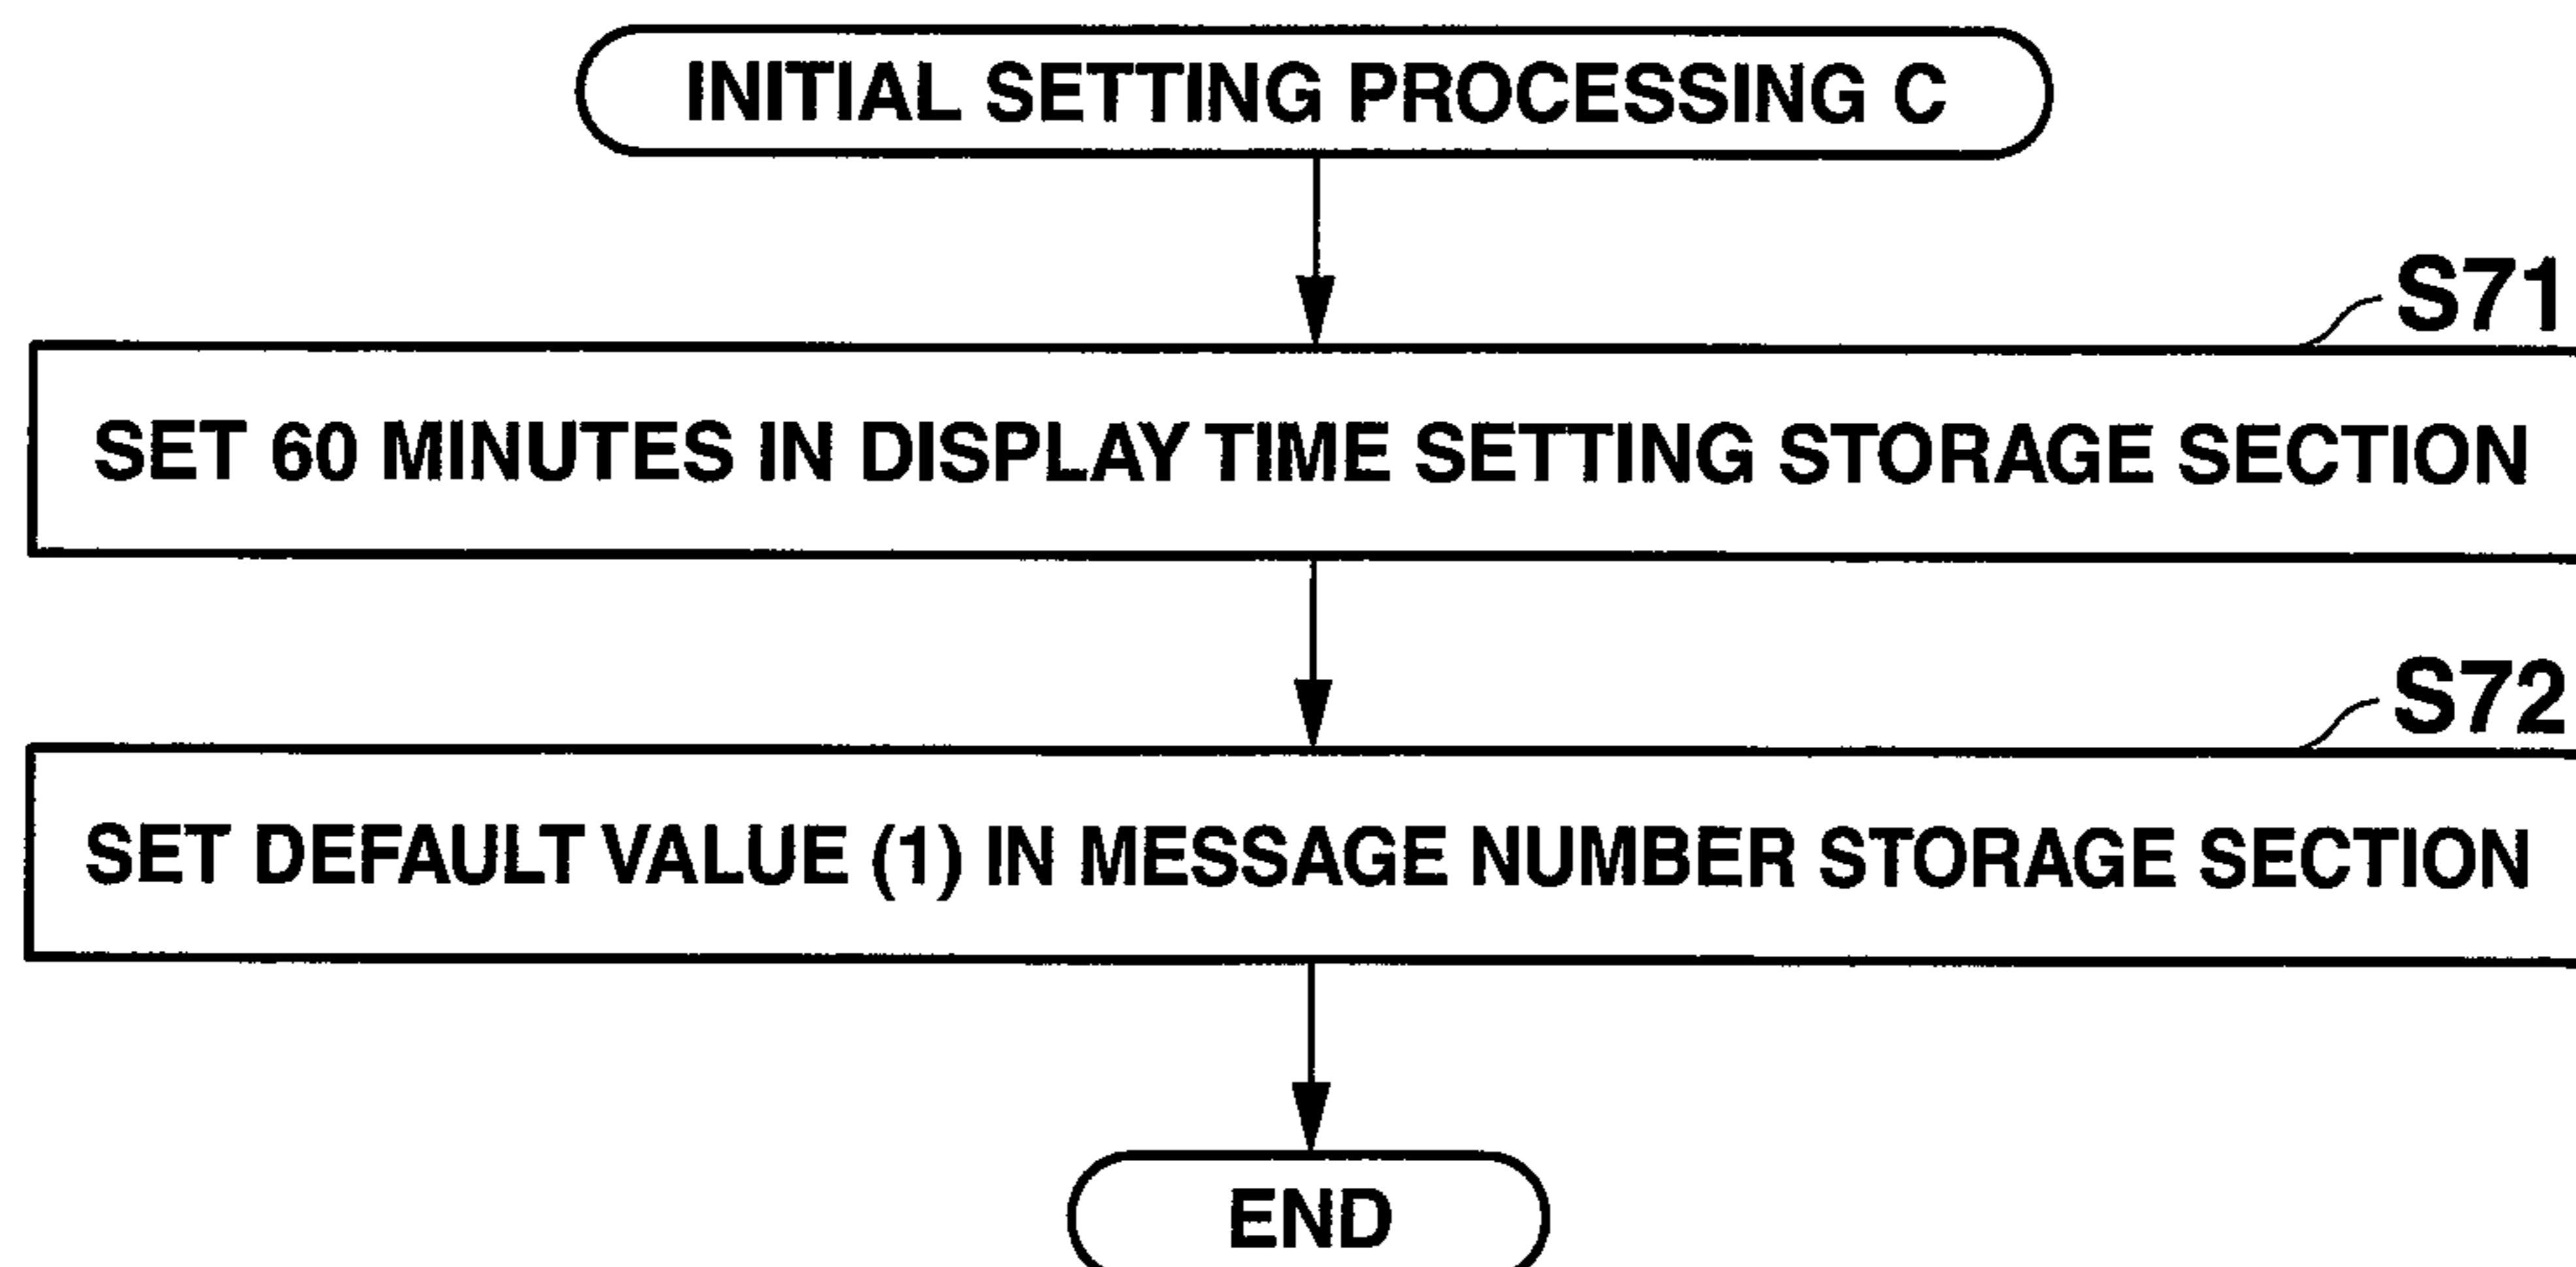 INITIAL SETTING PROCESSING C
S71
SET 60 MINUTES IN DISPLAY TIME SETTING STORAGE SECTION
S72
SET DEFAULT VALUE (1) IN MESSAGE NUMBER STORAGE SECTION
END